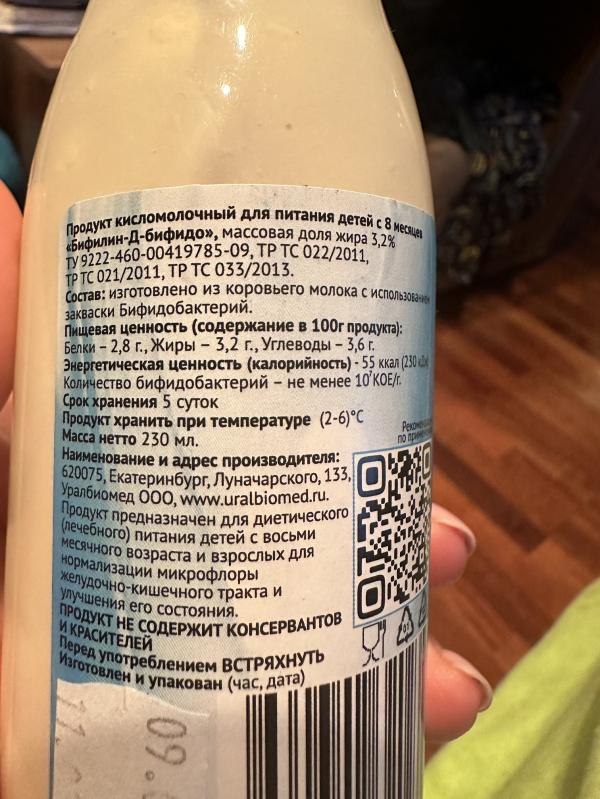 Продукт кисломолочный для питания детей с 8 месяцев
«Бифилин-Д-бифидо», массовая доля жира 3,2%
ТУ 9222-460-00419785-09, ТР ТС 022/2011,
ТР ТС 021/2011, ТР ТС 033/2013.
Состав: изготовлено из коровьего молока с использованием
закваски Бифидобактерий.
Пищевая ценность (содержание в 100г продукта):
Белки – 2,8 г., Жиры – 3,2 г., Углеводы – 3,6 г.
Энергетическая ценность (калорийность) - 55 ккал (230 кДж)
Количество бифидобактерий – не менее 10⁷КОЕ/г.
Срок хранения 5 суток
Продукт хранить при температуре (2-6)°С
Масса нетто 230 мл.
по
Наименование и адрес производителя:
620075, Екатеринбург, Луначарского, 133,
Уралбиомед ООО, www.uralbiomed.ru.
Продукт предназначен для диетического
(лечебного) питания детей с восьми
месячного возраста и взрослых для
нормализации микрофлоры
желудочно-кишечного тракта и
улучшения его состояния.
ПРОДУКТ НЕ СОДЕРЖИТ КОНСЕРВАНТОВ
И КРАСИТЕЛЕЙ
Перед употреблением ВСТРЯХНУТЬ
Изготовлен и упакован (час, дата)
09.
11